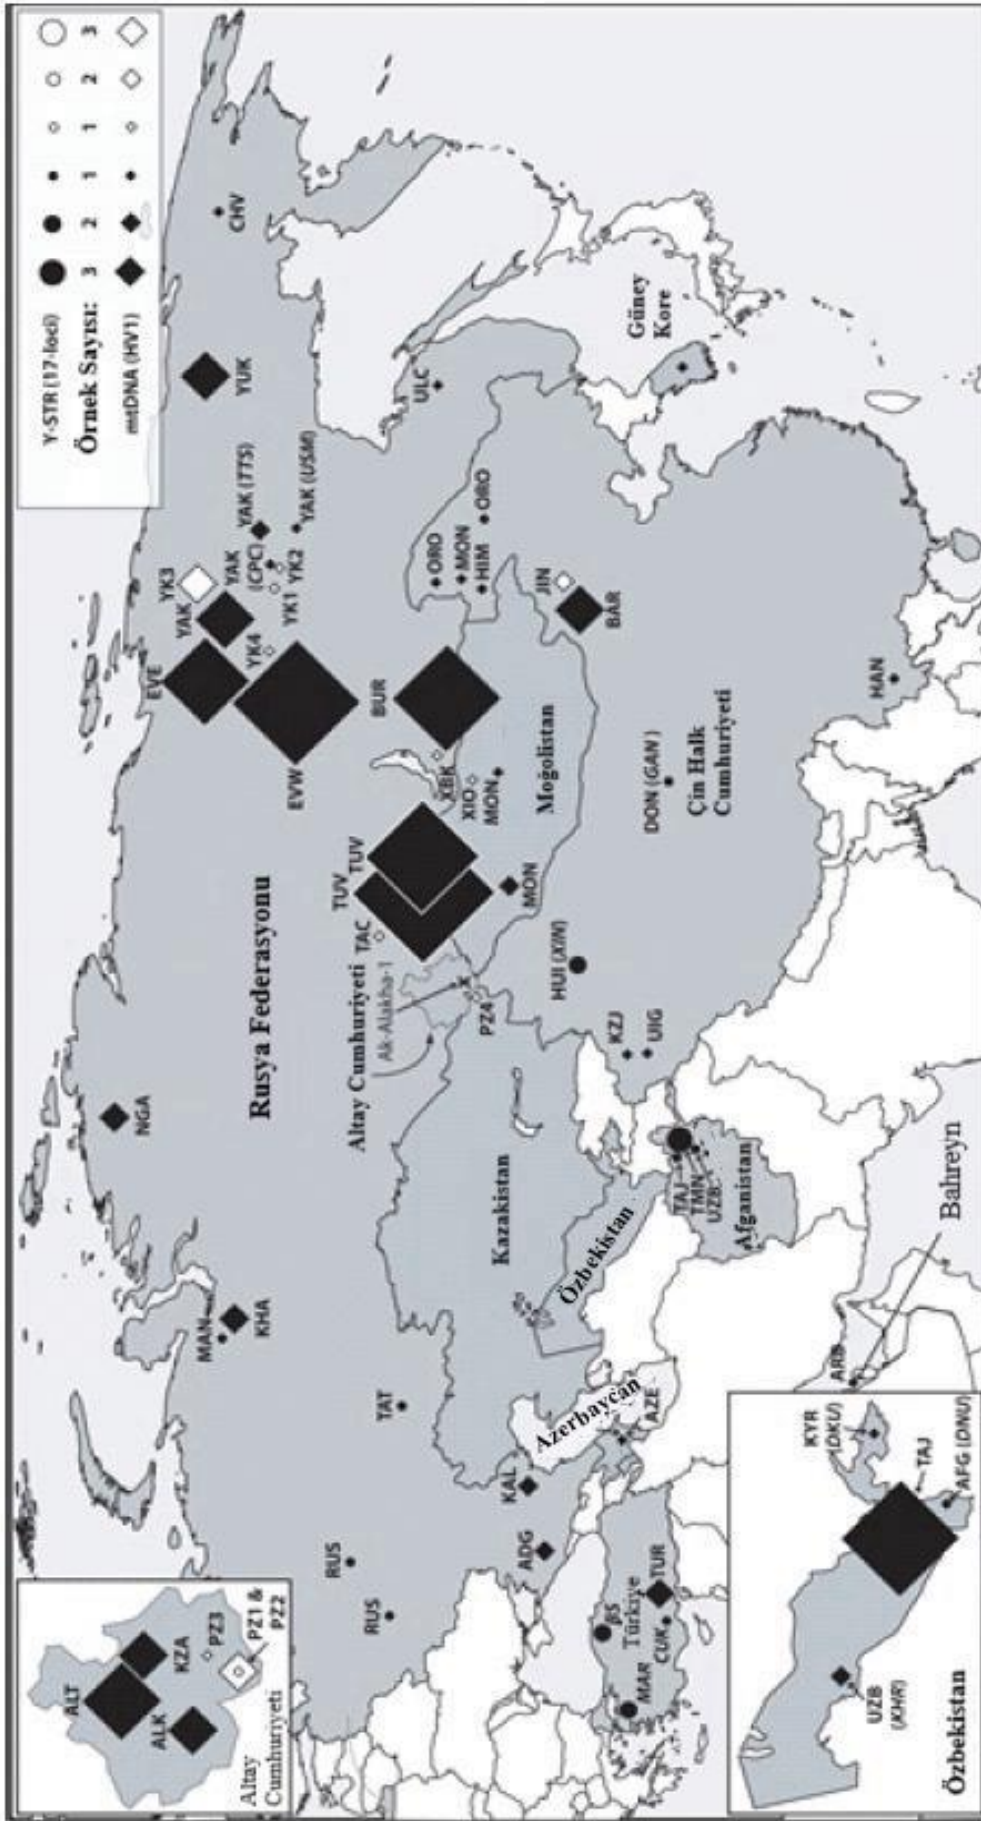 Y-STR (17-loci)
Örnek Sayısı: 3 2 1 1 2 3
mtDNA (HV1)
ALT
KZA
ALK
PZ3
PZ1 &
PZ2
Altay
Cumhuriyeti
NGA
MAN
KHA
EVE
YAK
YK3
YAK
(CPC)
YAK (TTS)
YUK
CHV
YK4
YK1
YK2
YAK (USM)
EVW
Rusya Federasyonu
RUS
RUS
TAT
TUV
TUV
TAC
Altay Cumhuriyeti
Ak-Alakha-1
BUR
XBK
XIO
MON
ORO
MON
HIM
ORO
ULC
PZ4
MON
Moğolistan
JIN
BAR
Güney
Kore
KAL
ADG
Kazakistan
Azerbaycan
AZE
Özbekistan
HUI (XIN)
KZJ
UIG
DON (GAN)
Çin Halk
Cumhuriyeti
HAN
MAR
βS
Türkiye
CUK
TUR
TAJ
TMN
UZB
Afganistan
ARB
Bahreyn
KYR
(DKU)
TAJ
AFG (DNU)
UZB
(KHR)
Özbekistan